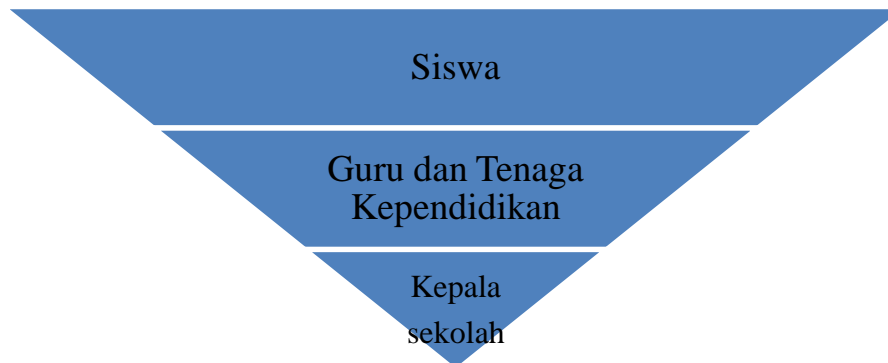 Siswa
Guru dan Tenaga
Kependidikan
Kepala
sekolah